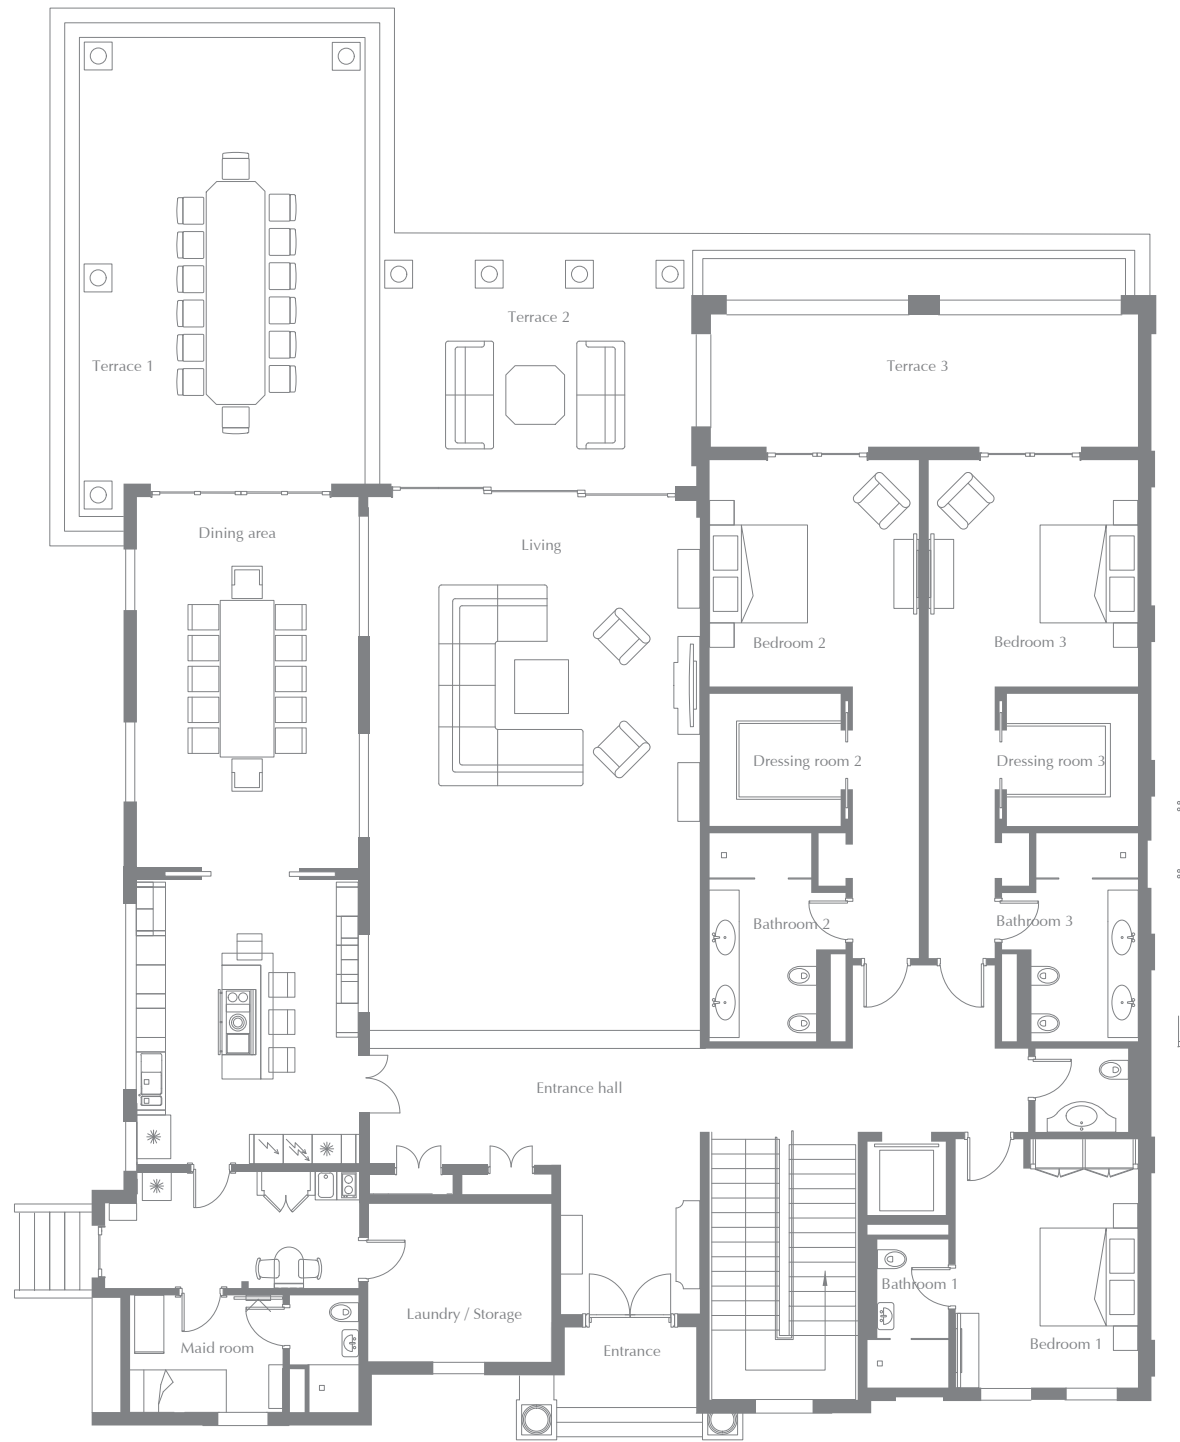 Terrace 2
Terrace 1
Terrace 3
Dining area
Living
Bedroom 2
Bedroom 3
Dressing room 2
Dressing room 3
Bathroom 2
Bathroom 3
Entrance hall
Bathroom 1
Laundry / Storage
Maid room
Entrance
Bedroom 1